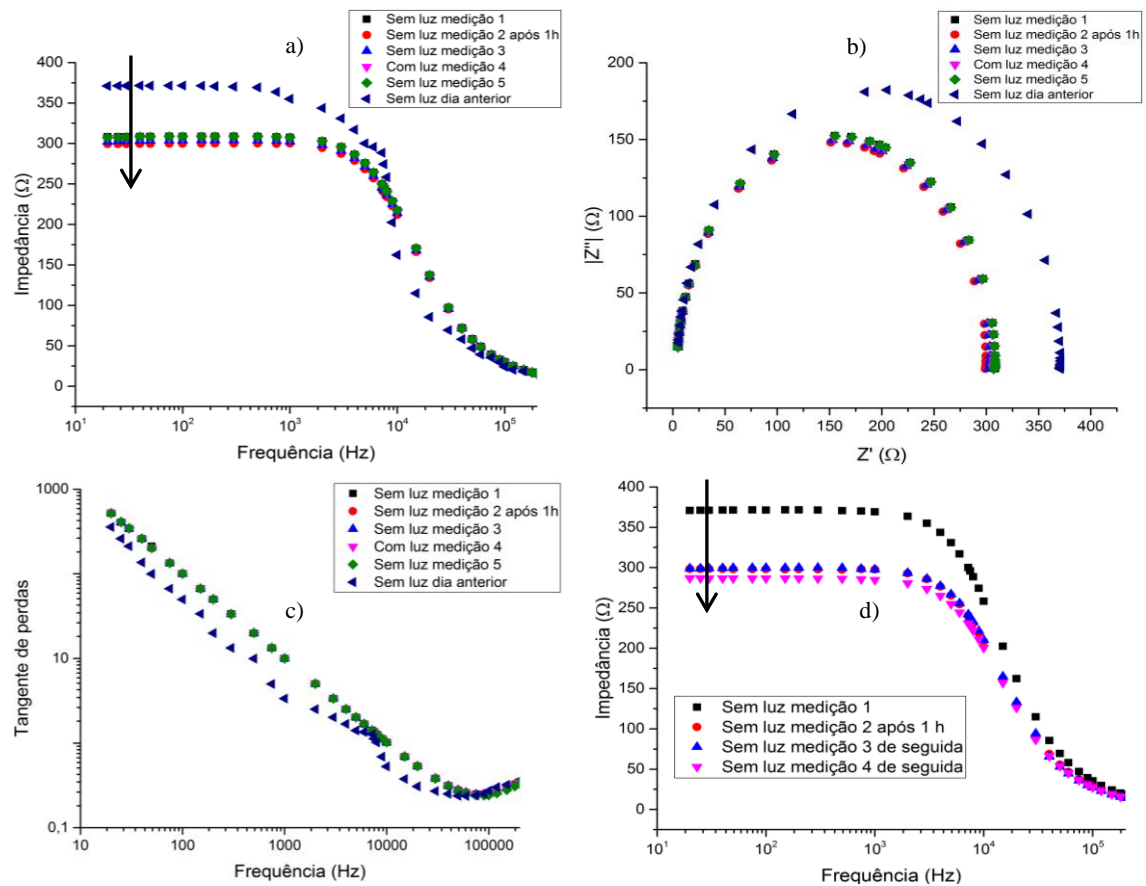 a)
Sem luz medição 1
Sem luz medição 2 após 1h
Sem luz medição 3
Com luz medição 4
Sem luz medição 5
Sem luz dia anterior
400
350
300
250
200
150
100
50
0
Impedância (Ω)
10¹ 10² 10³ 10⁴ 10⁵
Frequência (Hz)
b)
Sem luz medição 1
Sem luz medição 2 após 1h
Sem luz medição 3
Com luz medição 4
Sem luz medição 5
Sem luz dia anterior
200
150
100
50
0
|Z"| (Ω)
0 50 100 150 200 250 300 350 400
Z' (Ω)
c)
Sem luz medição 1
Sem luz medição 2 após 1h
Sem luz medição 3
Com luz medição 4
Sem luz medição 5
Sem luz dia anterior
1000
10
0,1
Tangente de perdas
10 100 1000 10000 100000
Frequência (Hz)
d)
400
350
300
250
200
150
100
50
0
Impedância (Ω)
Sem luz medição 1
Sem luz medição 2 após 1 h
Sem luz medição 3 de seguida
Sem luz medição 4 de seguida
10¹ 10² 10³ 10⁴ 10⁵
Frequência (Hz)